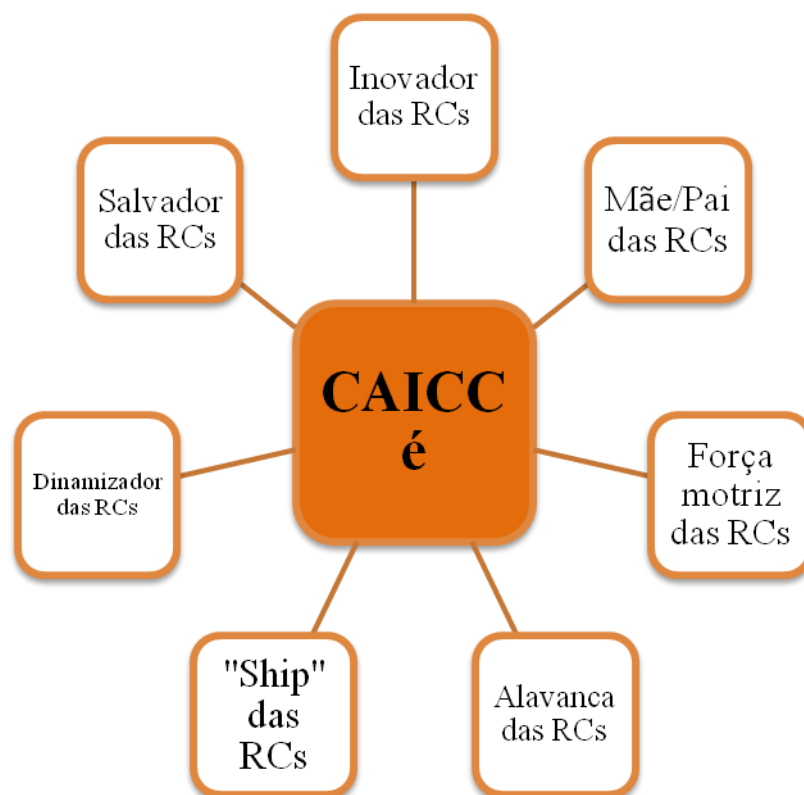 Inovador
das RCs
Salvador
das RCs
Mãe/Pai
das RCs
CAICC
é
Dinamizador
das RCs
Força
motriz
das RCs
"Ship"
das
RCs
Alavanca
das RCs